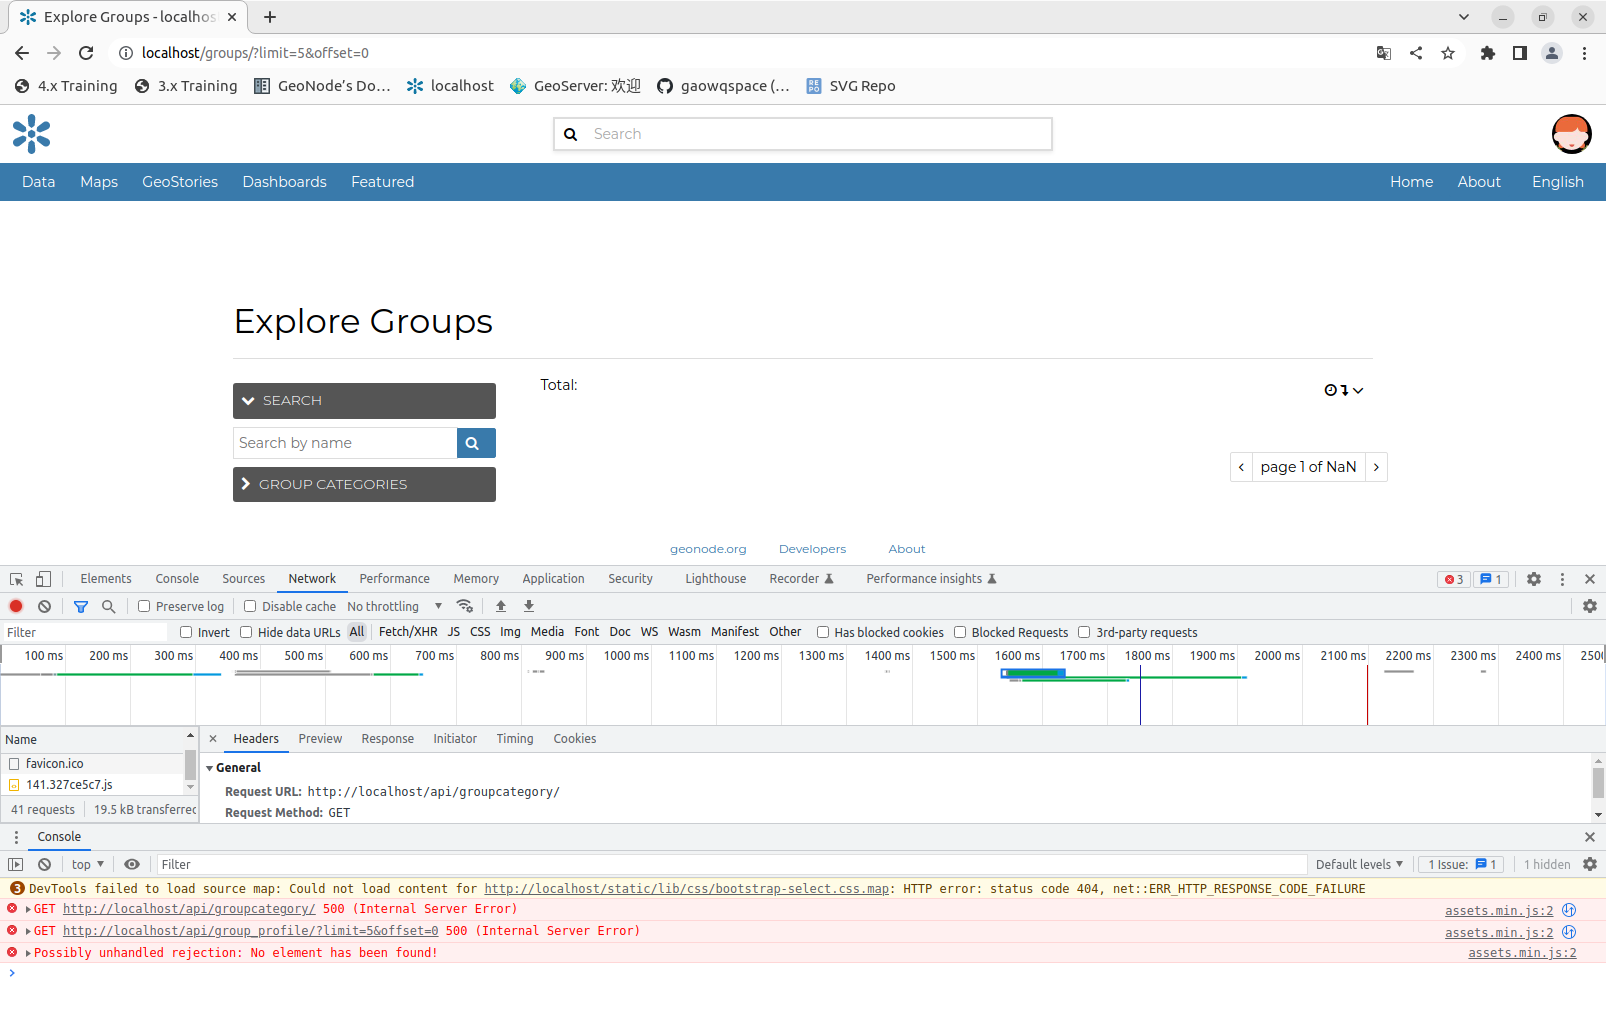 Explore Groups - localhos
localhost/groups/?limit=5&offset=0
4.x Training 3.x Training GeoNode's Do… localhost GeoServer: 欢迎 gaowqspace (… SVG Repo
Search
Data Maps GeoStories Dashboards Featured Home About English
Explore Groups
SEARCH
Total:
Search by name
GROUP CATEGORIES
page 1 of NaN
geonode.org Developers About
Elements Console Sources Network Performance Memory Application Security Lighthouse Recorder Performance insights 3 1
Preserve log Disable cache No throttling
Filter Invert Hide data URLs All Fetch/XHR JS CSS Img Media Font Doc WS Wasm Manifest Other Has blocked cookies Blocked Requests 3rd-party requests
100 ms 200 ms 300 ms 400 ms 500 ms 600 ms 700 ms 800 ms 900 ms 1000 ms 1100 ms 1200 ms 1300 ms 1400 ms 1500 ms 1600 ms 1700 ms 1800 ms 1900 ms 2000 ms 2100 ms 2200 ms 2300 ms 2400 ms 250
Name
Headers Preview Response Initiator Timing Cookies
favicon.ico
141.327ce5c7.js
41 requests 19.5 kB transferred
General
Request URL: http://localhost/api/groupcategory/
Request Method: GET
Console
top Filter Default levels 1 Issue: 1 1 hidden
3 DevTools failed to load source map: Could not load content for http://localhost/static/lib/css/bootstrap-select.css.map: HTTP error: status code 404, net::ERR_HTTP_RESPONSE_CODE_FAILURE
GET http://localhost/api/groupcategory/ 500 (Internal Server Error) assets.min.js:2
GET http://localhost/api/group_profile/?limit=5&offset=0 500 (Internal Server Error) assets.min.js:2
Possibly unhandled rejection: No element has been found! assets.min.js:2